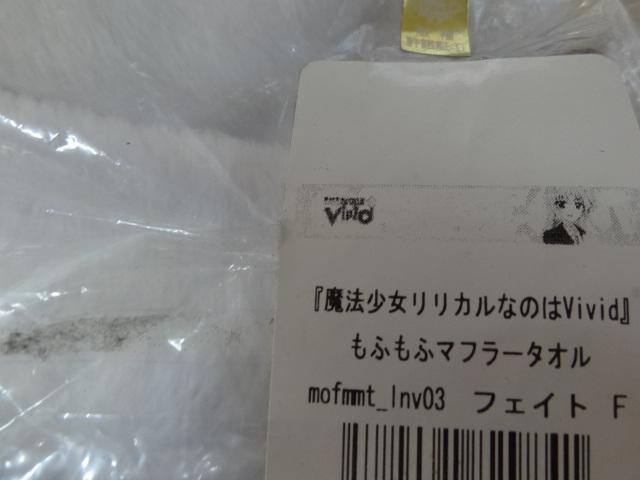 ViVid
『魔法少女リリカルなのはVivid』
もふもふマフラータオル
mofmmt_lnv03 フェイト F